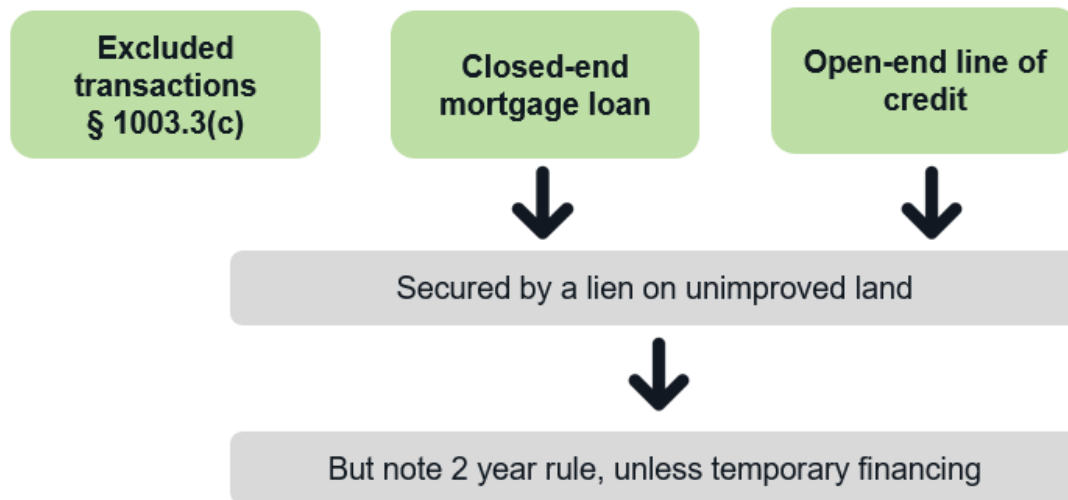 Excluded
transactions
§ 1003.3(c)
Closed-end
mortgage loan
Open-end line of
credit
Secured by a lien on unimproved land
But note 2 year rule, unless temporary financing